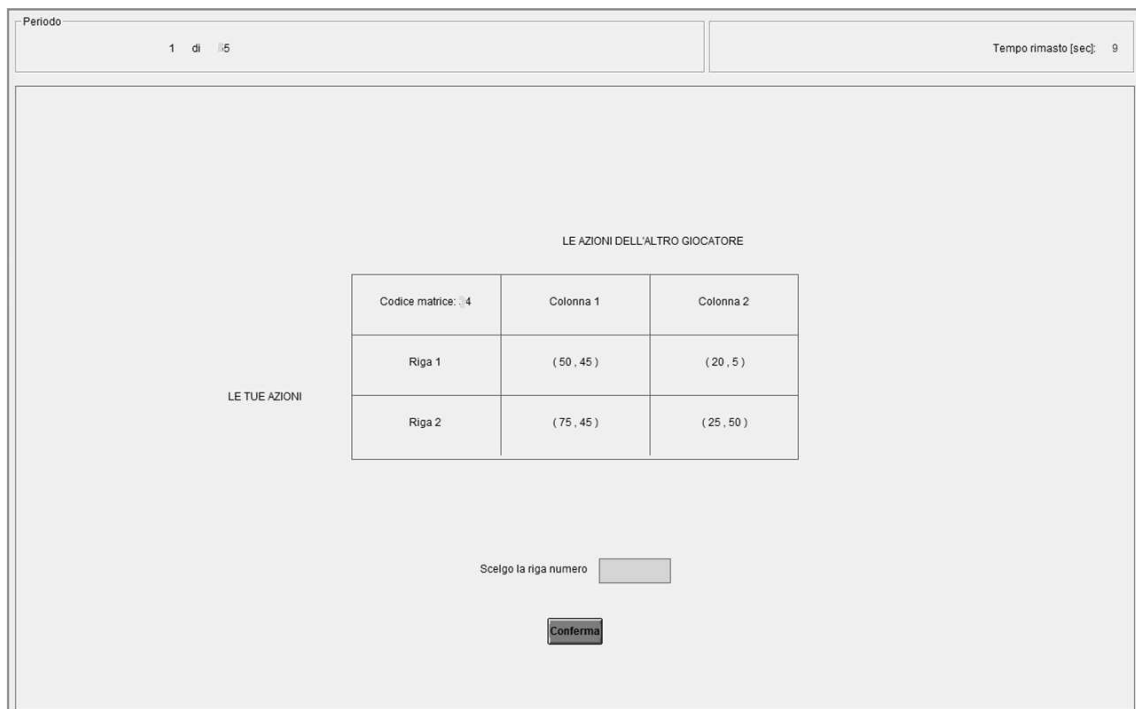 Periodo
1 di 5
Tempo rimasto [sec]: 9
LE AZIONI DELL'ALTRO GIOCATORE
Codice matrice: 4 Colonna 1 Colonna 2
Riga 1 ( 50 , 45 ) ( 20 , 5 )
LE TUE AZIONI
Riga 2 ( 75 , 45 ) ( 25 , 50 )
Scelgo la riga numero
Conferma